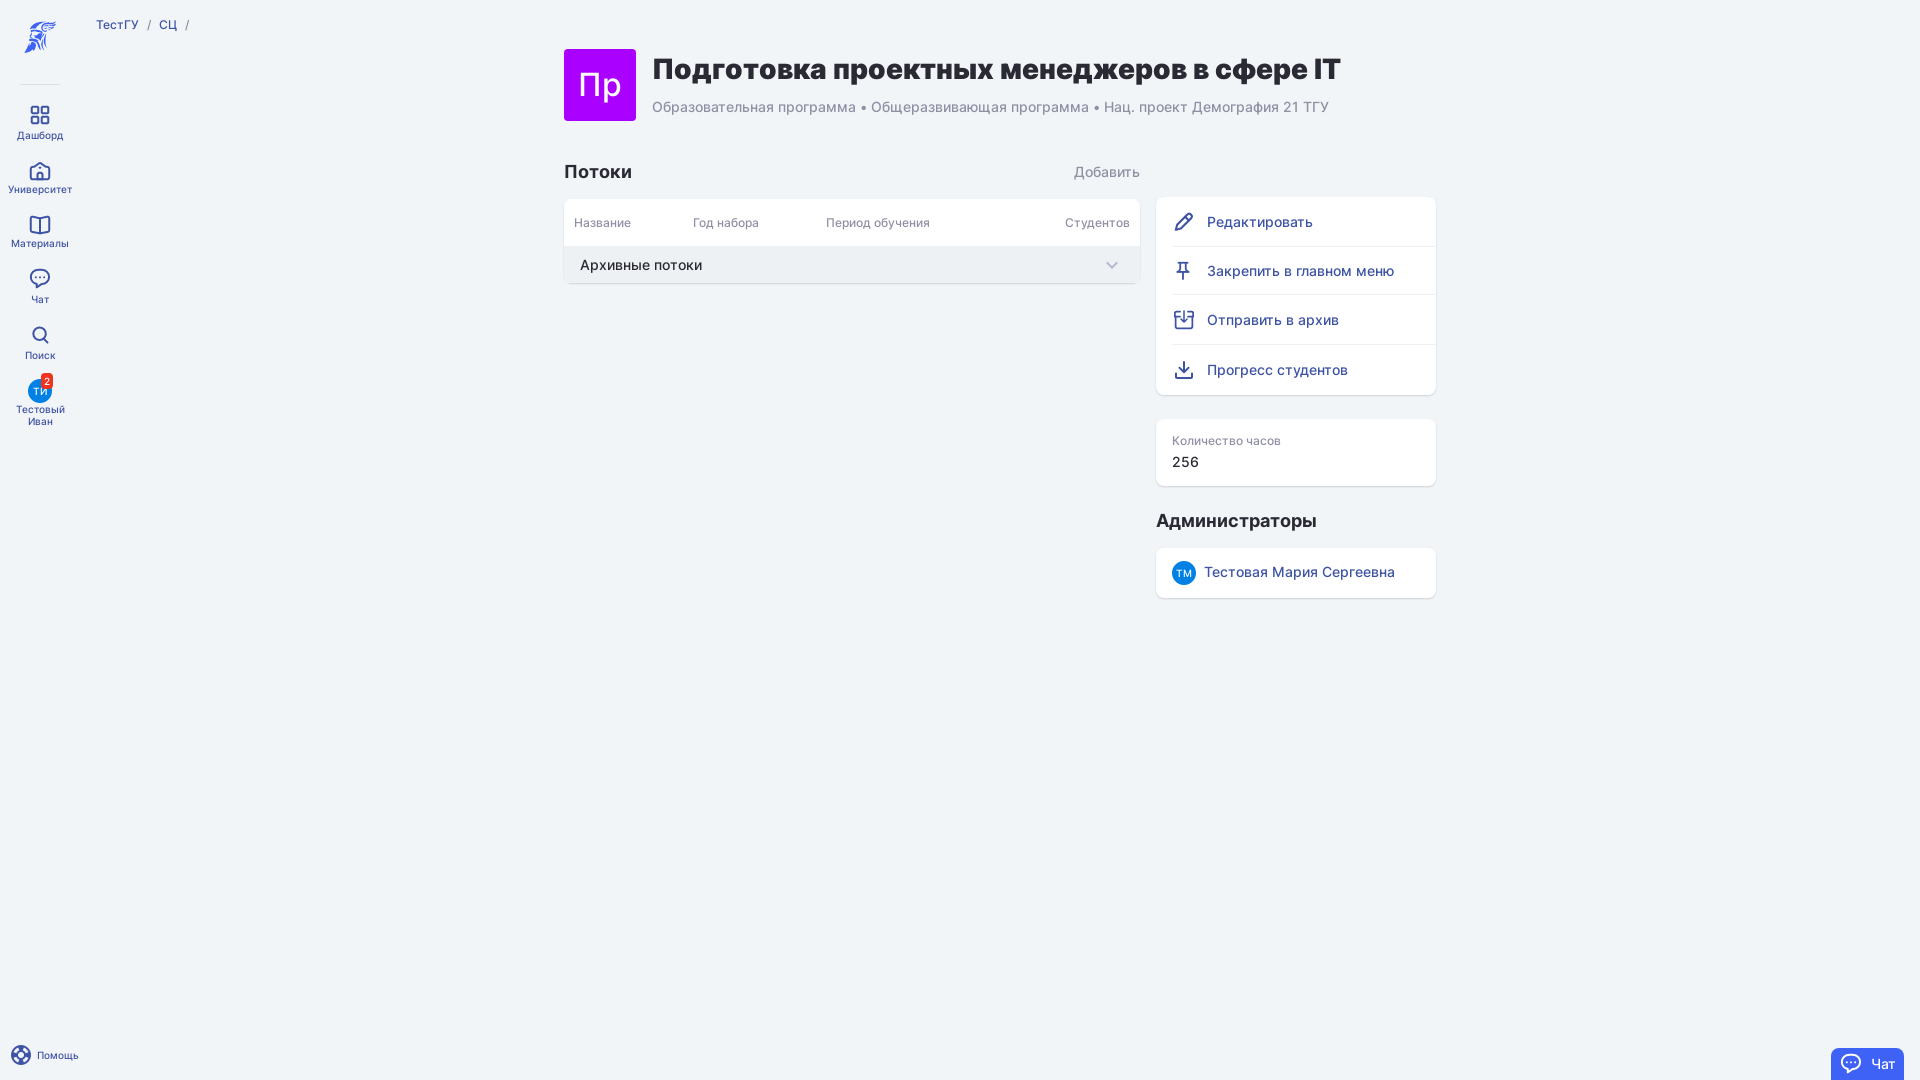 ТестГУ / СЦ /
Дашборд
Университет
Материалы
Чат
Поиск
ТИ
2
Тестовый
Иван
Помощь
Пр
Подготовка проектных менеджеров в сфере IT
Образовательная программа • Общеразвивающая программа • Нац. проект Демография 21 ТГУ
Потоки
Добавить
Название Год набора Период обучения Студентов
Архивные потоки
Редактировать
Закрепить в главном меню
Отправить в архив
Прогресс студентов
Количество часов
256
Администраторы
ТМ Тестовая Мария Сергеевна
Чат